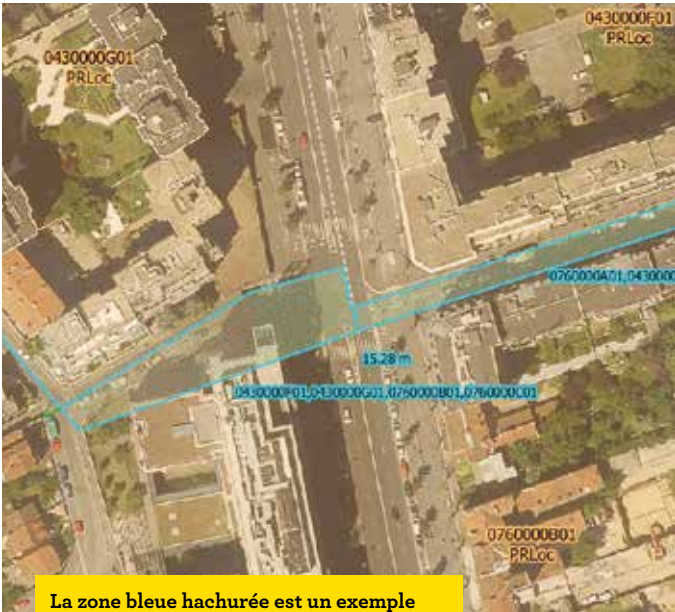 0430000G01
PRLoc
0430000F01
PRLoc
0760000A01,0430000
15.28 m
0430000F01,0430000G01,0760000B01,0760000C01
0760000B01
PRLoc
La zone bleue hachurée est un exemple